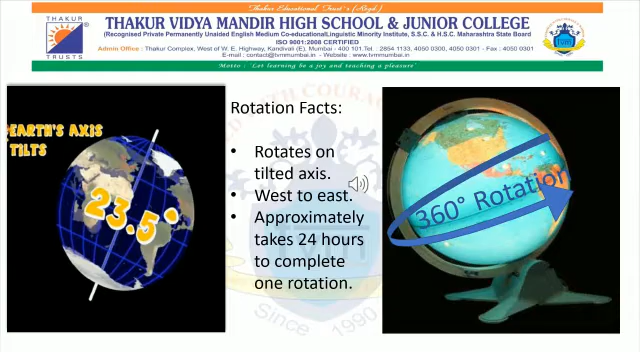 Thakur Educational Trust's (Regd.)
THAKUR VIDYA MANDIR HIGH SCHOOL & JUNIOR COLLEGE
(Recognised Private Permanently Unaided English Medium Co-educational,Linguistic Minority Institute, S.S.C. & H.S.C. Maharashtra State Board
ISO 9001:2008 CERTIFIED
Admin Office : Thakur Complex, West of W. E. Highway, Kandivali (E), Mumbai - 400 101.Tel. : 2854 1133, 4050 0300, 4050 0301 - Fax : 4050 0301
E-mail : contact@tvmmumbai.in - Website : www.tvmmumbai.in
Motto : "Let learning be a joy and teaching a pleasure"
THAKUR
TRUSTS
tvm
EARTH'S AXIS
TILTS
23.5°
Rotation Facts:
• Rotates on
tilted axis.
• West to east.
• Approximately
takes 24 hours
to complete
one rotation.
360° Rotation
Since 1990